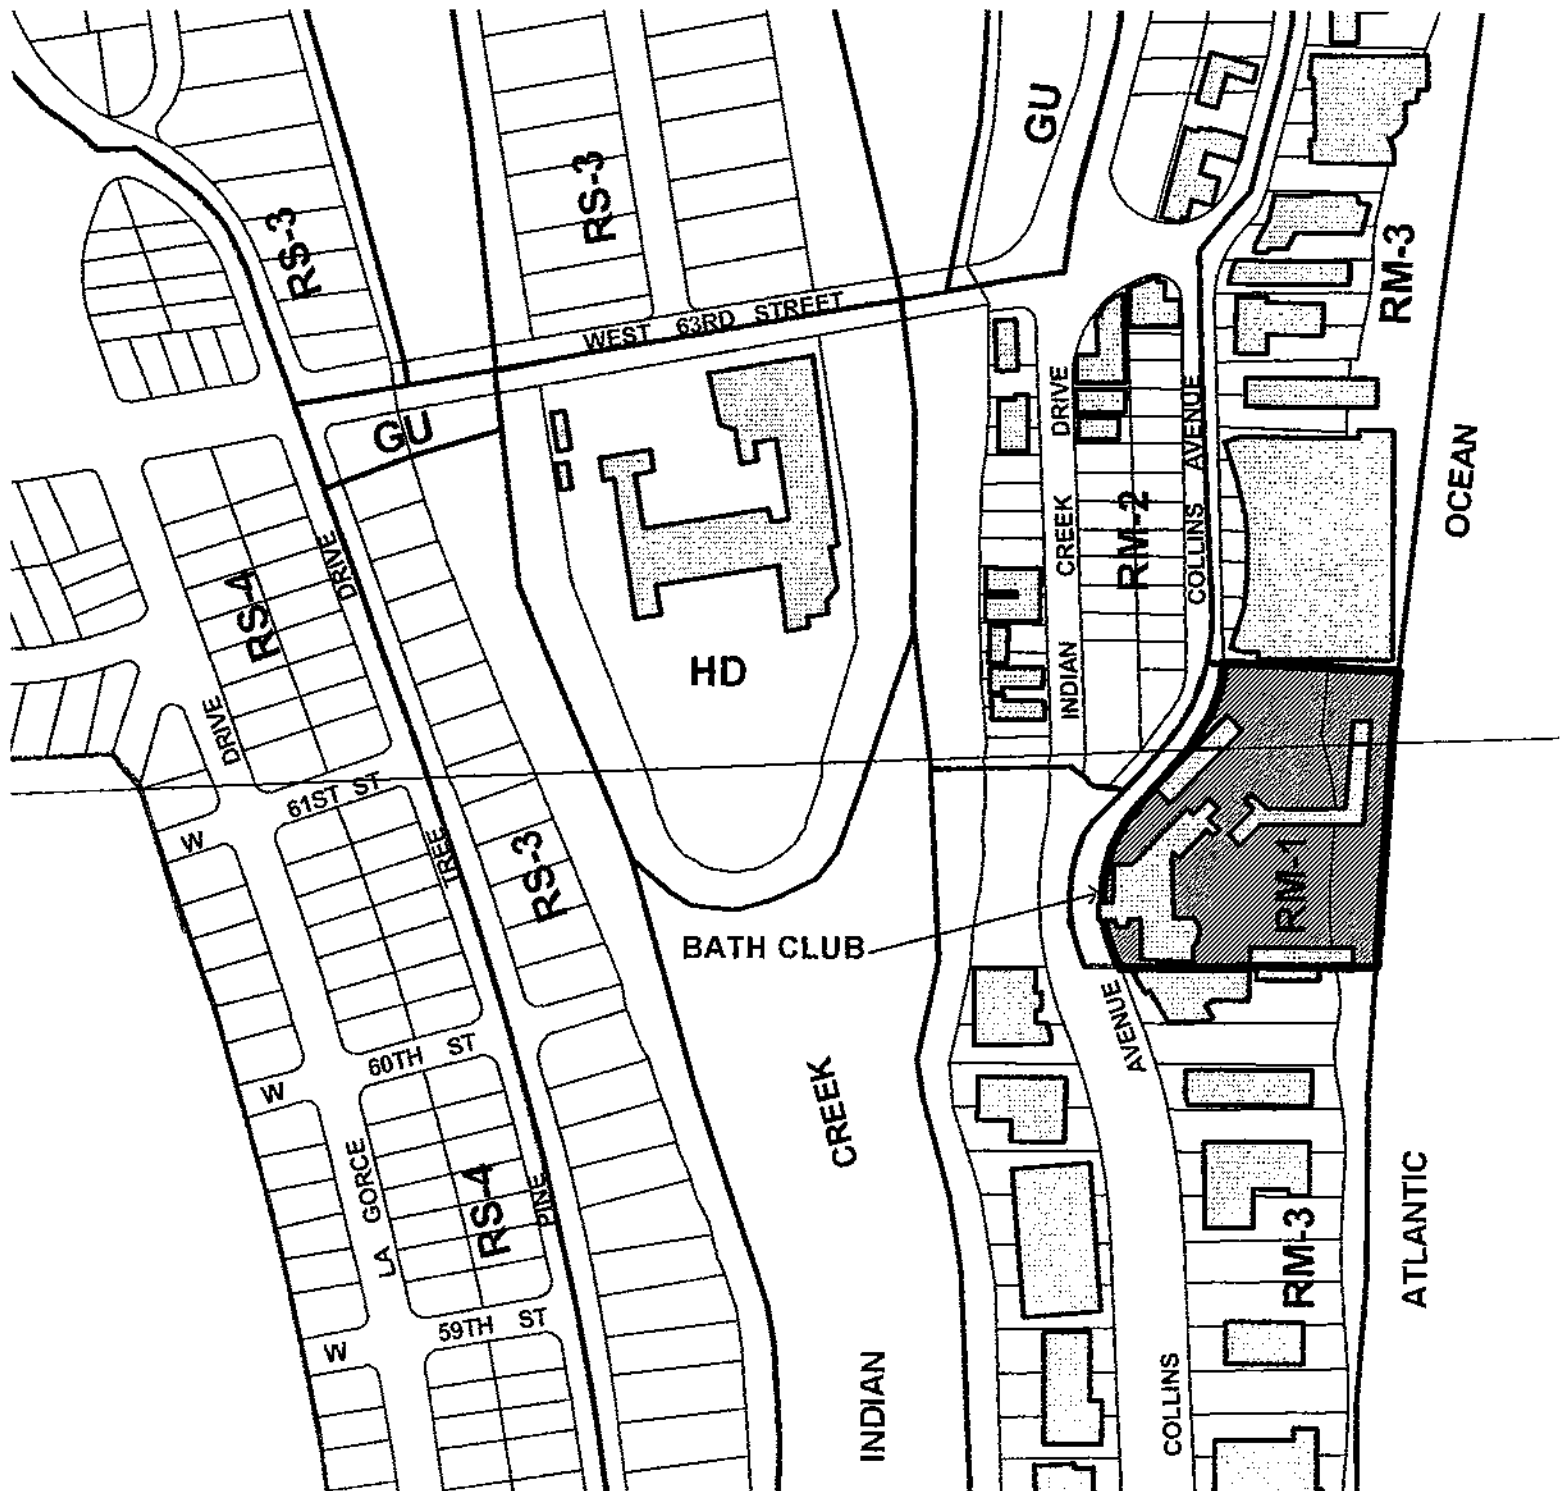 GU
RS-3
RS-3
RM-3
WEST 63RD STREET
GU
DRIVE
AVENUE
OCEAN
RM-2
CREEK
COLLINS
DRIVE
RS-4
HD
INDIAN
DRIVE
61ST ST
W
TREE
RS-3
RM-1
BATH CLUB
AVENUE
60TH ST
W
CREEK
LA GORCE
RS-4
PINE
RM-3
ATLANTIC
59TH ST
W
INDIAN
COLLINS